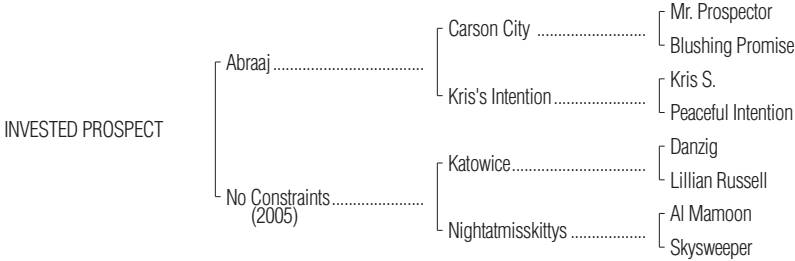 Mr. Prospector
Carson City ..........................
Blushing Promise
Abraaj ....................................
Kris S.
Kris's Intention ......................
Peaceful Intention
INVESTED PROSPECT
Danzig
Katowice................................
Lillian Russell
No Constraints ......................
(2005)
Al Mamoon
Nightatmisskittys ..................
Skysweeper